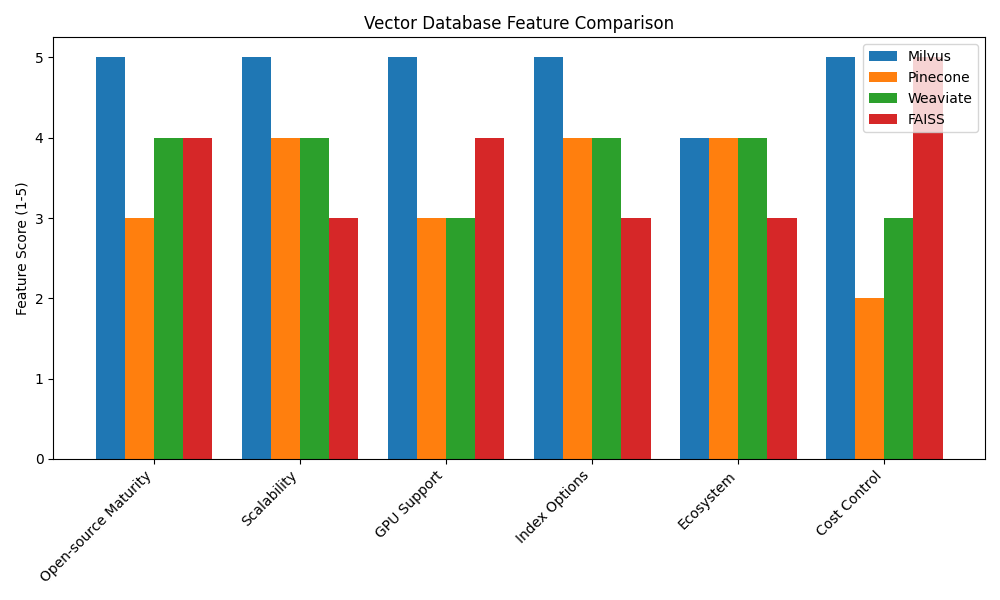 Vector Database Feature Comparison
Milvus
Pinecone
Weaviate
FAISS
Feature Score (1-5)
5
4
3
2
1
0
Open-source Maturity
Scalability
GPU Support
Index Options
Ecosystem
Cost Control